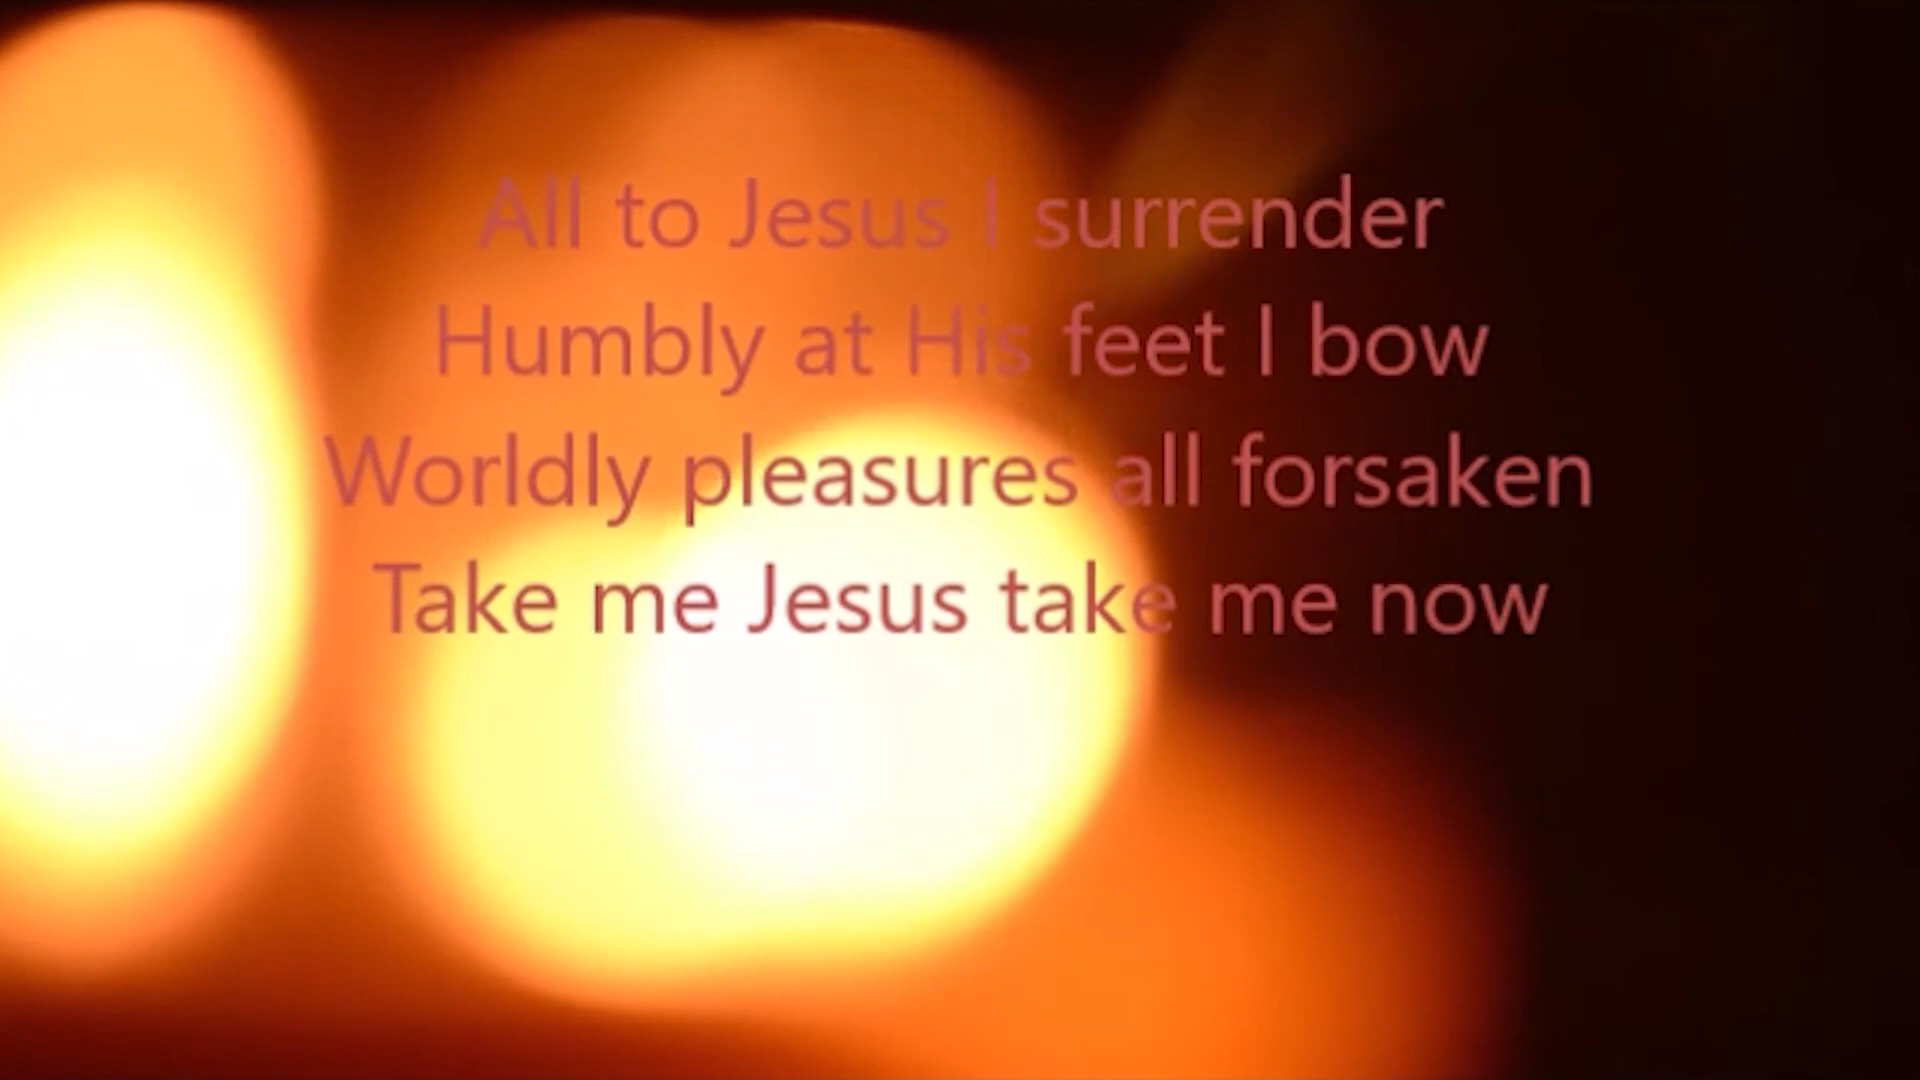 All to Jesus I surrender
Humbly at His feet I bow
Worldly pleasures all forsaken
Take me Jesus take me now